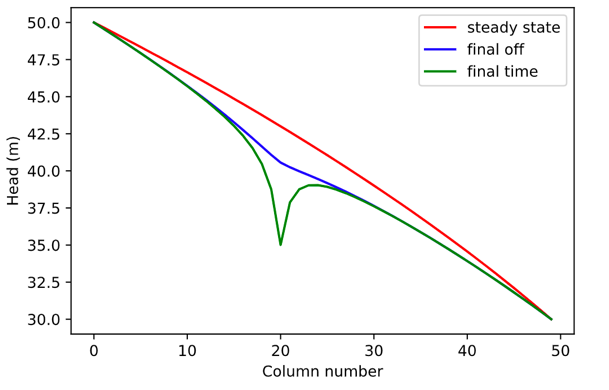 50.0
47.5
45.0
42.5
40.0
37.5
35.0
32.5
30.0
Head (m)
steady state
final off
final time
0 10 20 30 40 50
Column number